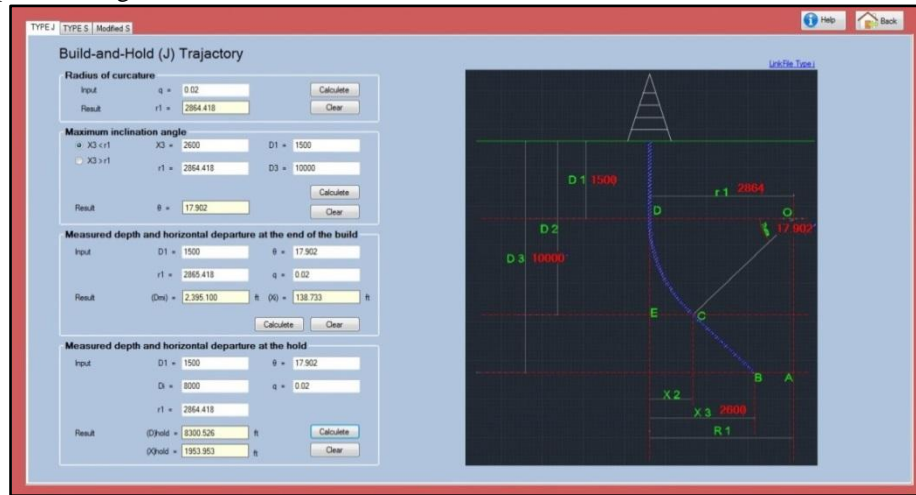 TYPE J TYPE S Modified S Help Back
Build-and-Hold (J) Trajactory
LinkFile Type j
Radius of curcature
Input q = 0.02 Calculate
Result r1 = 2864.418 Clear
Maximum inclination angle
X3 < r1 X3 = 2600 D1 = 1500
X3 > r1 r1 = 2864.418 D3 = 10000
Calculate
Result θ = 17.902 Clear
Measured depth and horizontal departure at the end of the build
Input D1 = 1500 θ = 17.902
r1 = 2865.418 q = 0.02
Result (Dmi) = 2,395.100 ft (Xi) = 138.733 ft
Calculate Clear
Measured depth and horizontal departure at the hold
Input D1 = 1500 θ = 17.902
Di = 8000 q = 0.02
r1 = 2864.418
Result (D)hold = 8300.526 ft Calculate
(X)hold = 1953.953 ft Clear
D 1 1500
r 1 2864
D O
17.902
D 2
D 3 10000
E C
B A
X 2
X 3 2600
R 1